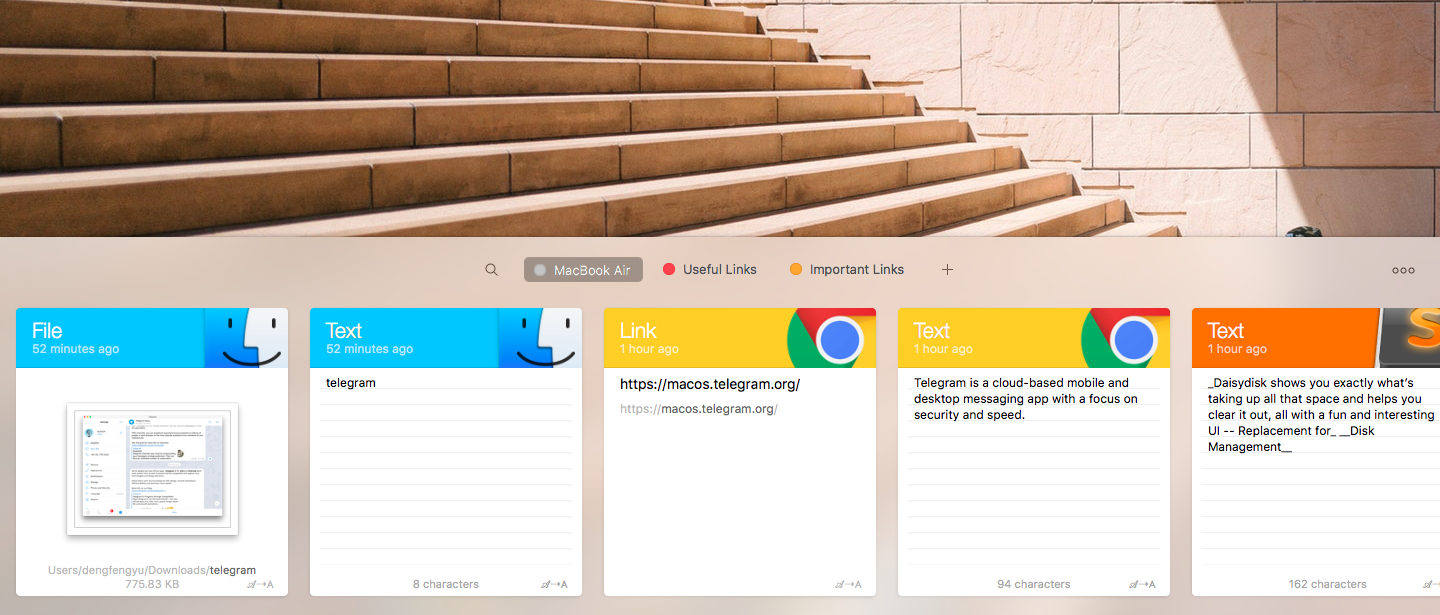 MacBook Air
Useful Links
Important Links
File
52 minutes ago
Users/dengfengyu/Downloads/telegram
775.83 KB
Text
52 minutes ago
telegram
8 characters
Link
1 hour ago
https://macos.telegram.org/
https://macos.telegram.org/
Text
1 hour ago
Telegram is a cloud-based mobile and
desktop messaging app with a focus on
security and speed.
94 characters
Text
1 hour ago
_Daisydisk shows you exactly what’s
taking up all that space and helps you
clear it out, all with a fun and interesting
UI -- Replacement for_ __Disk
Management__
162 characters